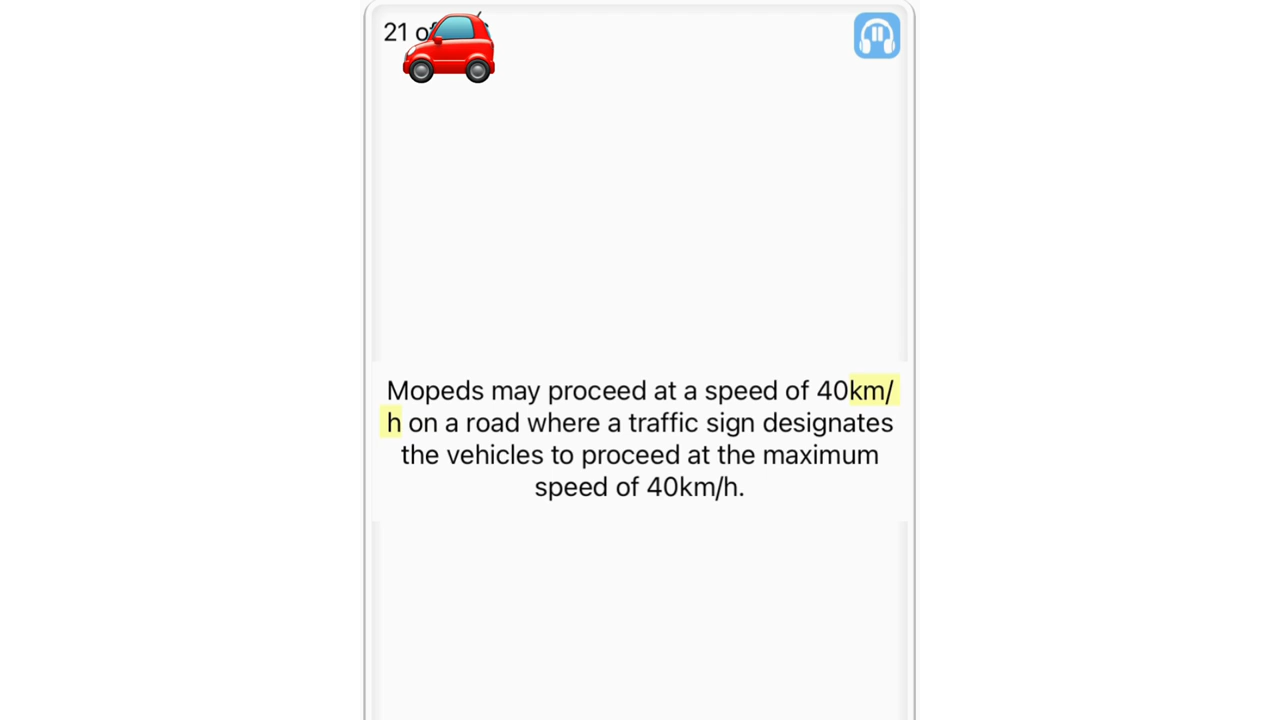 21 of
Mopeds may proceed at a speed of 40km/
h on a road where a traffic sign designates
the vehicles to proceed at the maximum
speed of 40km/h.